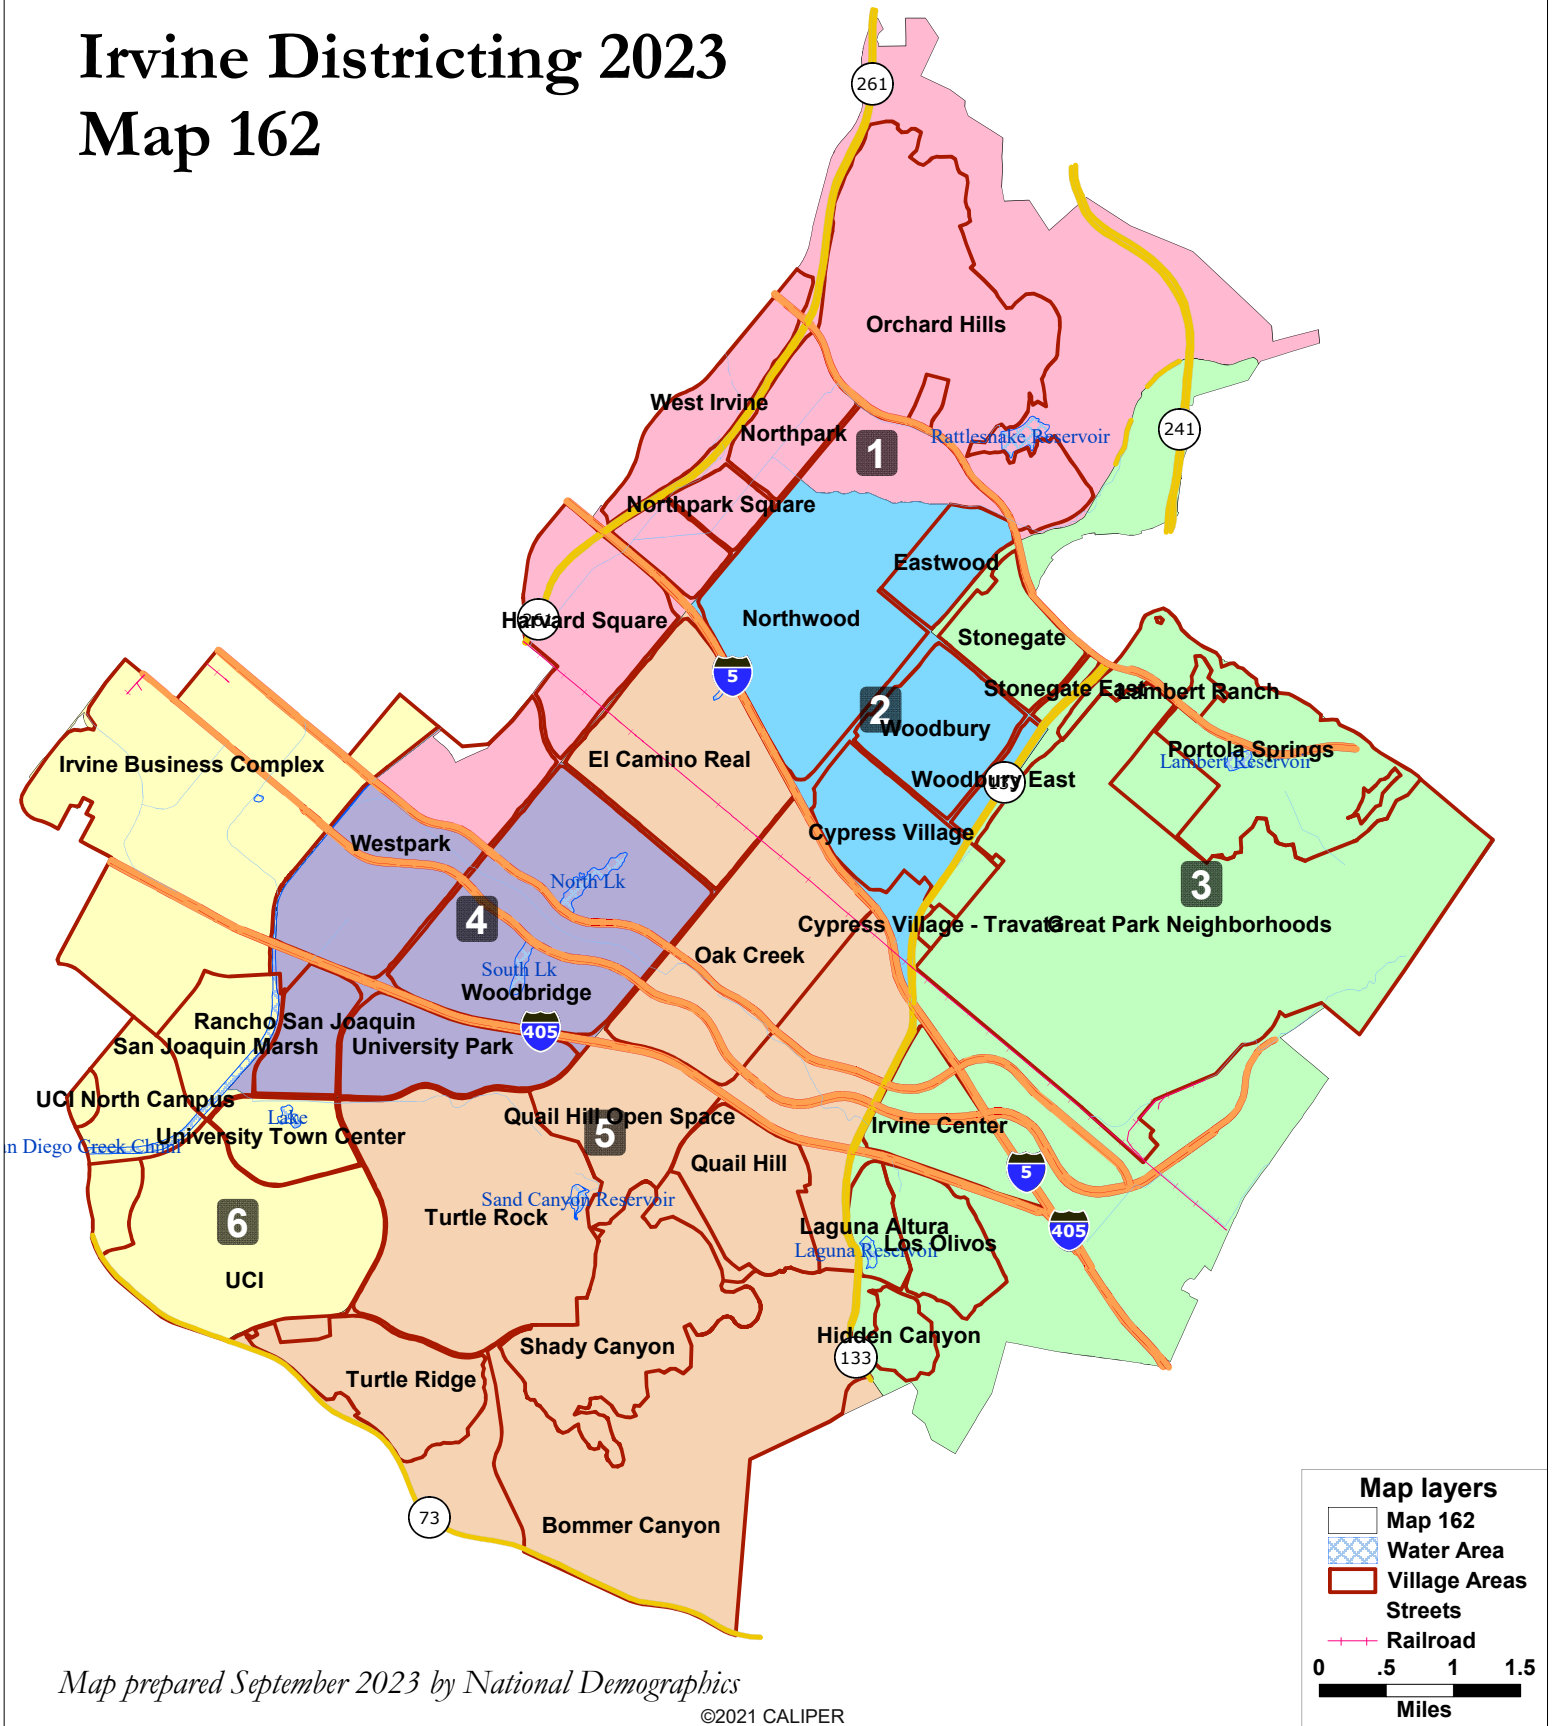 Irvine Districting 2023
Map 162
261
Orchard Hills
West Irvine
Northpark
1
Rattlesnake Reservoir
241
Northpark Square
Eastwood
261
Harvard Square
Northwood
Stonegate
5
Stonegate East
Lambert Ranch
2
Woodbury
Portola Springs
Lambert Reservoir
El Camino Real
Irvine Business Complex
Woodbury East
133
Cypress Village
Westpark
North Lk
3
4
Cypress Village - Travata
Great Park Neighborhoods
Oak Creek
South Lk
Woodbridge
Rancho San Joaquin
405
San Joaquin Marsh
University Park
UCI North Campus
Lake
Quail Hill Open Space
Irvine Center
University Town Center
5
an Diego Creek Chnnl
Quail Hill
5
Sand Canyon Reservoir
Turtle Rock
6
Laguna Altura
405
Los Olivos
Laguna Reservoir
UCI
Hidden Canyon
Shady Canyon
133
Turtle Ridge
73
Bommer Canyon
Map layers
Map 162
Water Area
Village Areas
Streets
Railroad
0 .5 1 1.5
Miles
Map prepared September 2023 by National Demographics
©2021 CALIPER